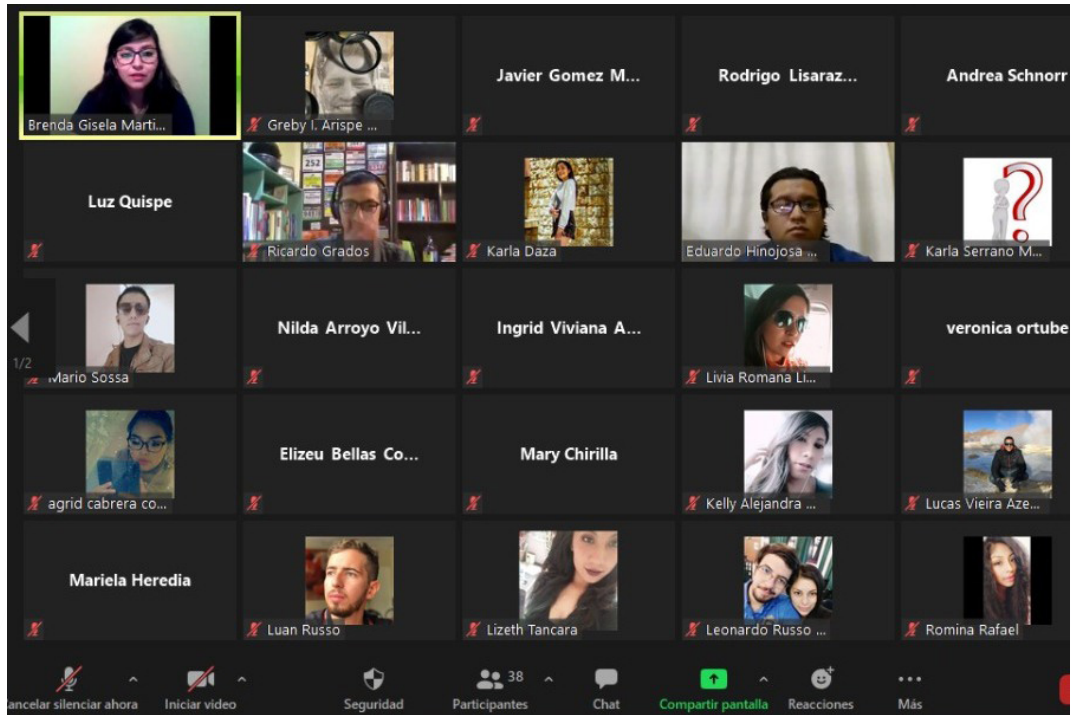 Brenda Gisela Marti...
Greby I. Arispe ...
Javier Gomez M...
Rodrigo Lisaraz...
Andrea Schnorr
Luz Quispe
252
Ricardo Grados
Karla Daza
Eduardo Hinojosa ...
?
Karla Serrano M...
1/2
Mario Sossa
Nilda Arroyo Vil...
Ingrid Viviana A...
Livia Romana Li...
veronica ortube
agrid cabrera co...
Elizeu Bellas Co...
Mary Chirilla
Kelly Alejandra ...
Lucas Vieira Aze...
Mariela Heredia
Luan Russo
Lizeth Tancara
Leonardo Russo ...
Romina Rafael
ancelar silenciar ahora
Iniciar video
Seguridad
38
Participantes
Chat
Compartir pantalla
Reacciones
Más